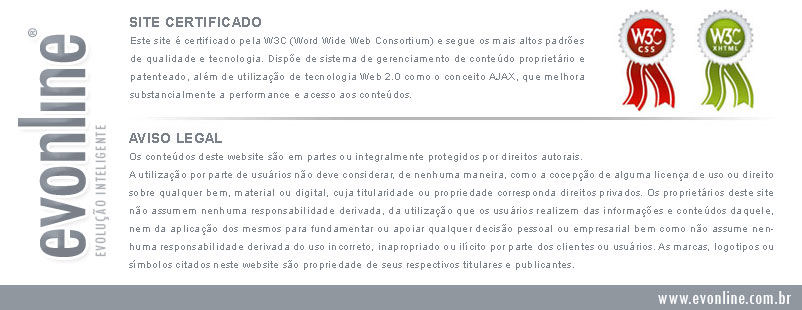 evonline®
EVOLUÇÃO INTELIGENTE
SITE CERTIFICADO
Este site é certificado pela W3C (Word Wide Web Consortium) e segue os mais altos padrões
de qualidade e tecnologia. Dispõe de sistema de gerenciamento de conteúdo proprietário e
patenteado, além de utilização de tecnologia Web 2.0 como o conceito AJAX, que melhora
substancialmente a performance e acesso aos conteúdos.
W3C
CSS
W3C
XHTML
AVISO LEGAL
Os conteúdos deste website são em partes ou integralmente protegidos por direitos autorais.
A utilização por parte de usuários não deve considerar, de nenhuma maneira, como a cocepção de alguma licença de uso ou direito
sobre qualquer bem, material ou digital, cuja titularidade ou propriedade corresponda direitos privados. Os proprietários deste site
não assumem nenhuma responsabilidade derivada, da utilização que os usuários realizem das informações e conteúdos daquele,
nem da aplicação dos mesmos para fundamentar ou apoiar qualquer decisão pessoal ou empresarial bem como não assume nen-
huma responsabilidade derivada do uso incorreto, inapropriado ou ilícito por parte dos clientes ou usuários. As marcas, logotipos ou
símbolos citados neste website são propriedade de seus respectivos titulares e publicantes.
www.evonline.com.br